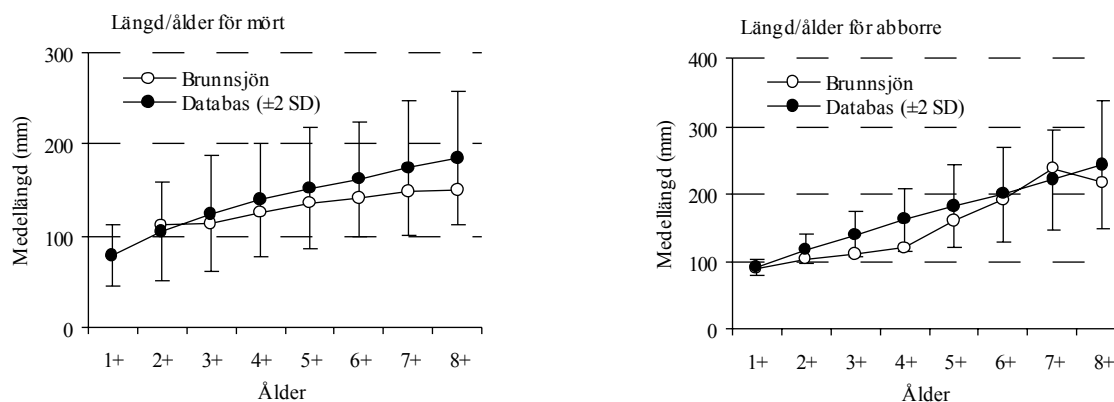 Längd/ålder för mört
300
200
100
0
Medellängd (mm)
Brunnsjön
Databas (±2 SD)
1+ 2+ 3+ 4+ 5+ 6+ 7+ 8+
Ålder
Längd/ålder för abborre
400
300
200
100
0
Medellängd (mm)
Brunnsjön
Databas (±2 SD)
1+ 2+ 3+ 4+ 5+ 6+ 7+ 8+
Ålder